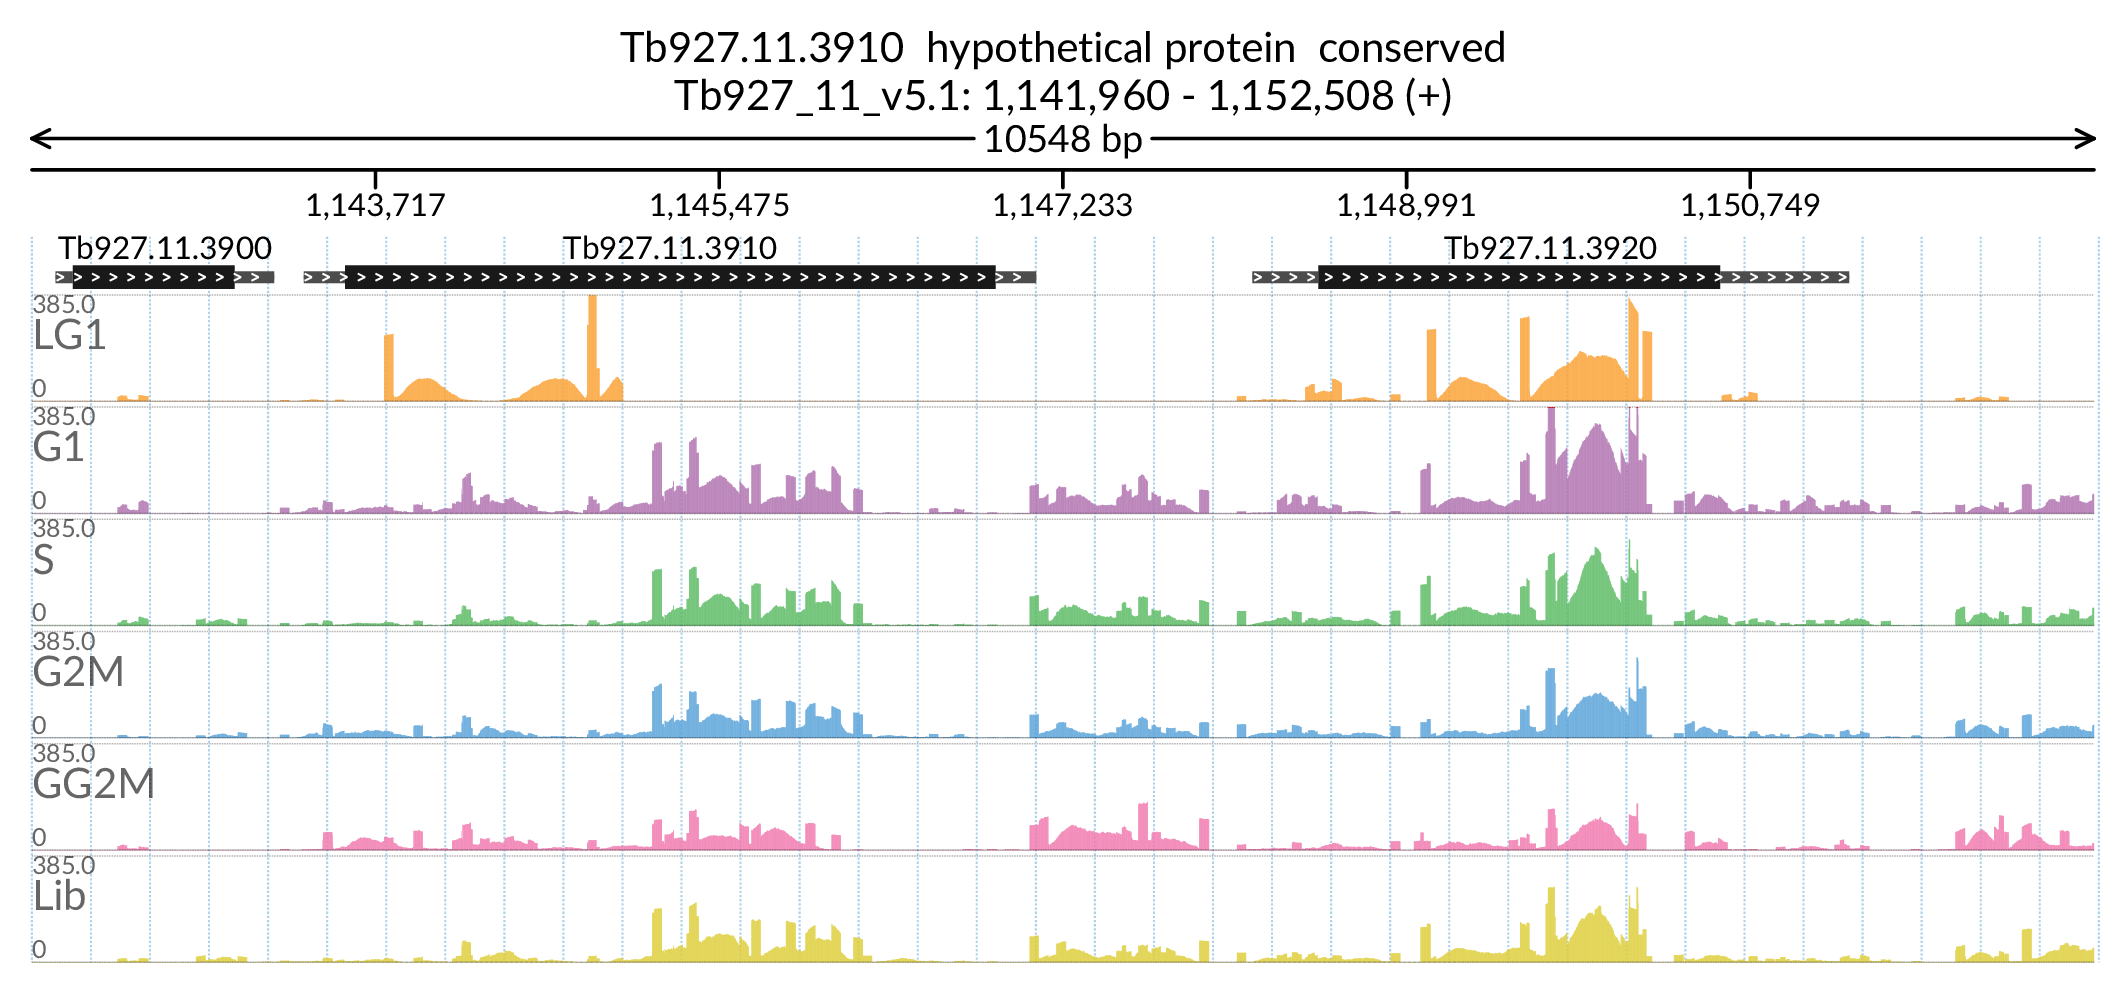 Tb927.11.3910 hypothetical protein conserved
Tb927_11_v5.1: 1,141,960 - 1,152,508 (+)
10548 bp
1,143,717 1,145,475 1,147,233 1,148,991 1,150,749
Tb927.11.3900 Tb927.11.3910 Tb927.11.3920
385.0
LG1
0
385.0
G1
0
385.0
S
0
385.0
G2M
0
385.0
GG2M
0
385.0
Lib
0